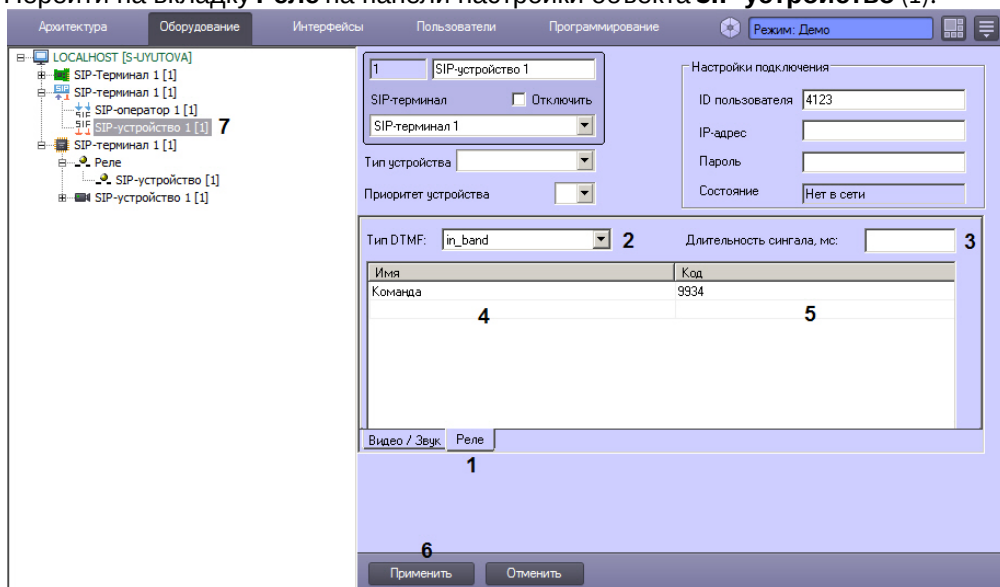 Перейти на вкладку Реле на панели настройки объекта SIP-устройство (1).
Архитектура Оборудование Интерфейсы Пользователи Программирование Режим: Демо
LOCALHOST [S-UYUTOVA]
SIP-Терминал 1 [1]
SIP-терминал 1 [1]
SIP-оператор 1 [1]
SIP-устройство 1 [1] 7
SIP-терминал 1 [1]
Реле
SIP-устройство [1]
SIP-устройство 1 [1]
1 SIP-устройство 1
SIP-терминал Отключить
SIP-терминал 1
Тип устройства
Приоритет устройства
Настройки подключения
ID пользователя 4123
IP-адрес
Пароль
Состояние Нет в сети
Тип DTMF: in_band 2 Длительность сингала, мс: 3
Имя Код
Команда 9934
4 5
Видео / Звук Реле
1
6
Применить Отменить